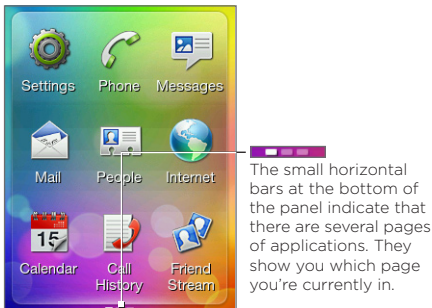 Settings Phone Messages
Mail People Internet
15
Calendar Call History Friend Stream
The small horizontal
bars at the bottom of
the panel indicate that
there are several pages
of applications. They
show you which page
you're currently in.